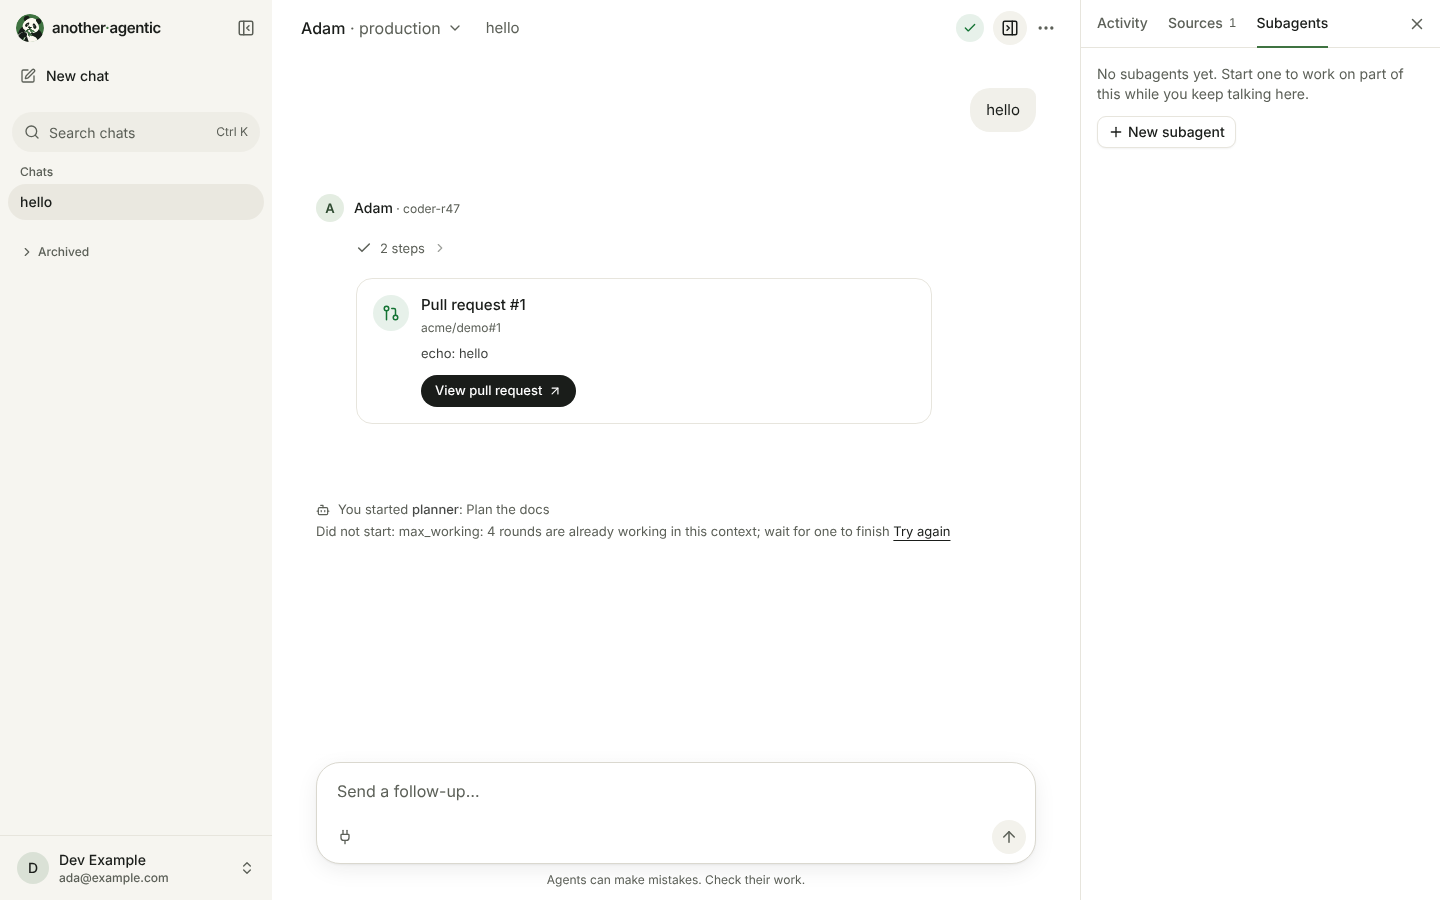 another·agentic
New chat
Search chats Ctrl K
Chats
hello
Archived
D
Dev Example
ada@example.com
Adam · production hello
hello
A Adam · coder-r47
2 steps
Pull request #1
acme/demo#1
echo: hello
View pull request
You started planner: Plan the docs
Did not start: max_working: 4 rounds are already working in this context; wait for one to finish Try again
Send a follow-up...
Agents can make mistakes. Check their work.
Activity Sources 1 Subagents
No subagents yet. Start one to work on part of
this while you keep talking here.
New subagent